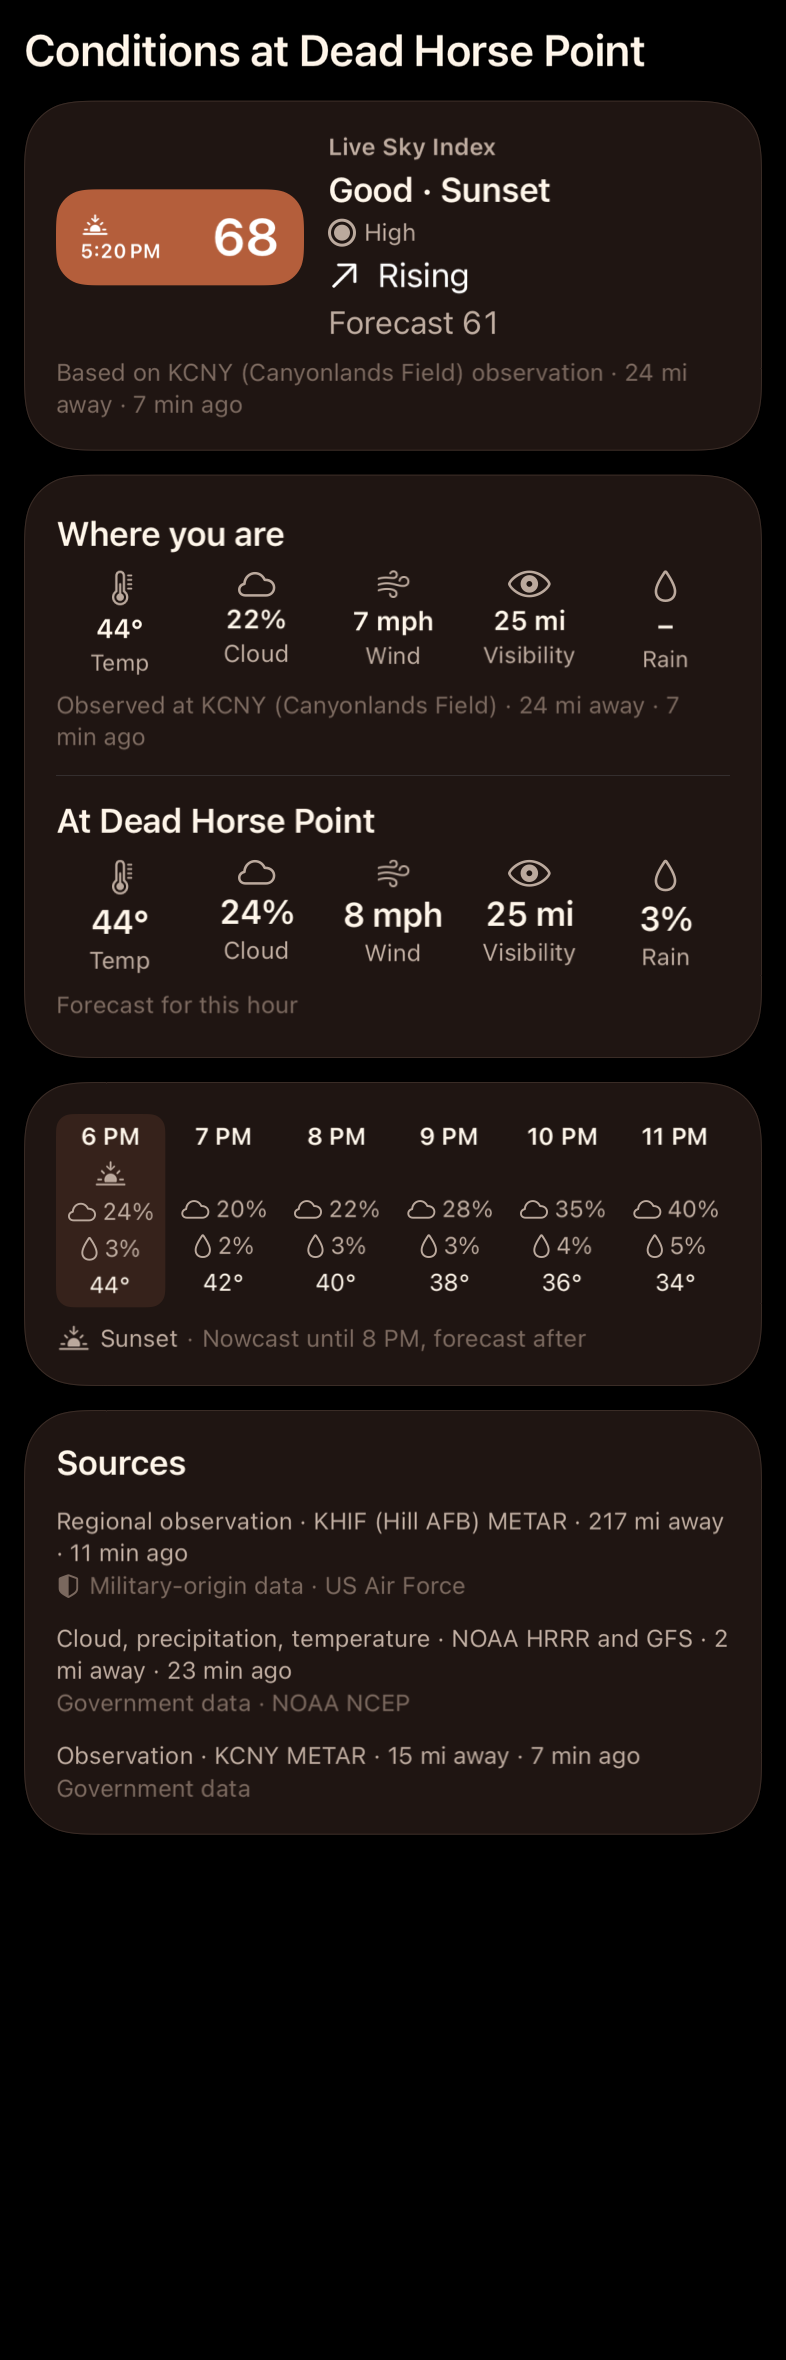 Conditions at Dead Horse Point
Live Sky Index
Good · Sunset
High
Rising
Forecast 61
5:20 PM
68
Based on KCNY (Canyonlands Field) observation · 24 mi
away · 7 min ago
Where you are
44° 22% 7 mph 25 mi –
Temp Cloud Wind Visibility Rain
Observed at KCNY (Canyonlands Field) · 24 mi away · 7
min ago
At Dead Horse Point
44° 24% 8 mph 25 mi 3%
Temp Cloud Wind Visibility Rain
Forecast for this hour
6 PM 7 PM 8 PM 9 PM 10 PM 11 PM
24% 20% 22% 28% 35% 40%
3% 2% 3% 3% 4% 5%
44° 42° 40° 38° 36° 34°
Sunset · Nowcast until 8 PM, forecast after
Sources
Regional observation · KHIF (Hill AFB) METAR · 217 mi away
· 11 min ago
Military-origin data · US Air Force
Cloud, precipitation, temperature · NOAA HRRR and GFS · 2
mi away · 23 min ago
Government data · NOAA NCEP
Observation · KCNY METAR · 15 mi away · 7 min ago
Government data